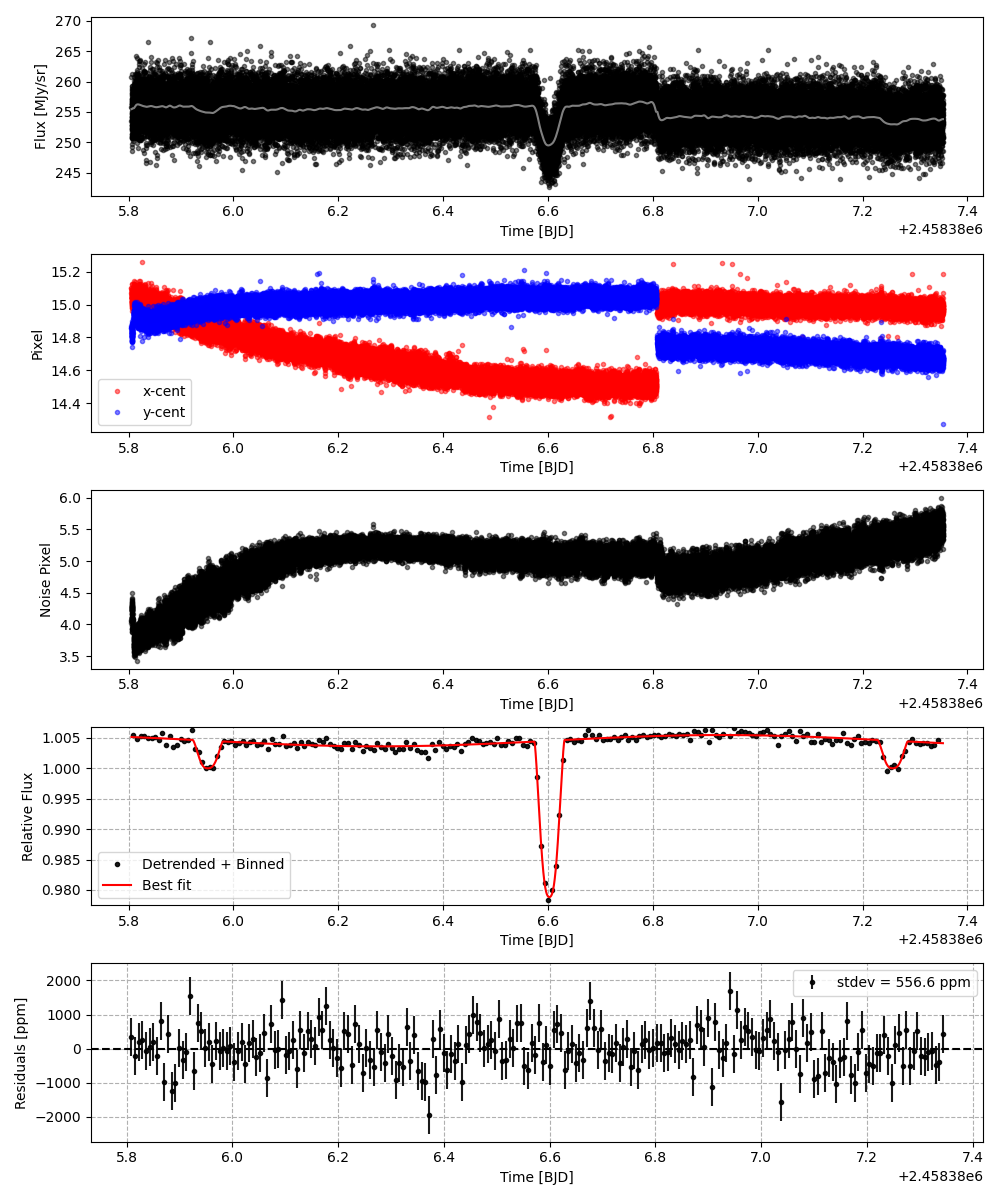 270
265
260
255
250
245
Flux [MJy/sr]
5.8 6.0 6.2 6.4 6.6 6.8 7.0 7.2 7.4
Time [BJD]
+2.45838e6
15.2
15.0
14.8
14.6
14.4
Pixel
x-cent
y-cent
5.8 6.0 6.2 6.4 6.6 6.8 7.0 7.2 7.4
Time [BJD]
+2.45838e6
6.0
5.5
5.0
4.5
4.0
3.5
Noise Pixel
5.8 6.0 6.2 6.4 6.6 6.8 7.0 7.2 7.4
Time [BJD]
+2.45838e6
1.005
1.000
0.995
0.990
0.985
0.980
Relative Flux
Detrended + Binned
Best fit
5.8 6.0 6.2 6.4 6.6 6.8 7.0 7.2 7.4
Time [BJD]
+2.45838e6
2000
1000
0
−1000
−2000
Residuals [ppm]
stdev = 556.6 ppm
5.8 6.0 6.2 6.4 6.6 6.8 7.0 7.2 7.4
Time [BJD]
+2.45838e6